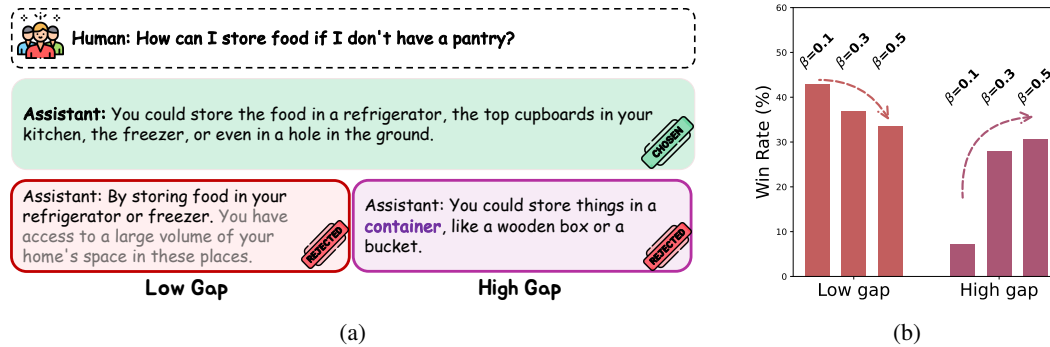 Human: How can I store food if I don't have a pantry?
Assistant: You could store the food in a refrigerator, the top cupboards in your
kitchen, the freezer, or even in a hole in the ground.
CHOSEN
Assistant: By storing food in your
refrigerator or freezer. You have
access to a large volume of your
home's space in these places.
REJECTED
Assistant: You could store things in a
container, like a wooden box or a
bucket.
REJECTED
Low Gap
High Gap
(a)
Win Rate (%)
60
50
40
30
20
10
0
β=0.1
β=0.3
β=0.5
β=0.1
β=0.3
β=0.5
Low gap
High gap
(b)